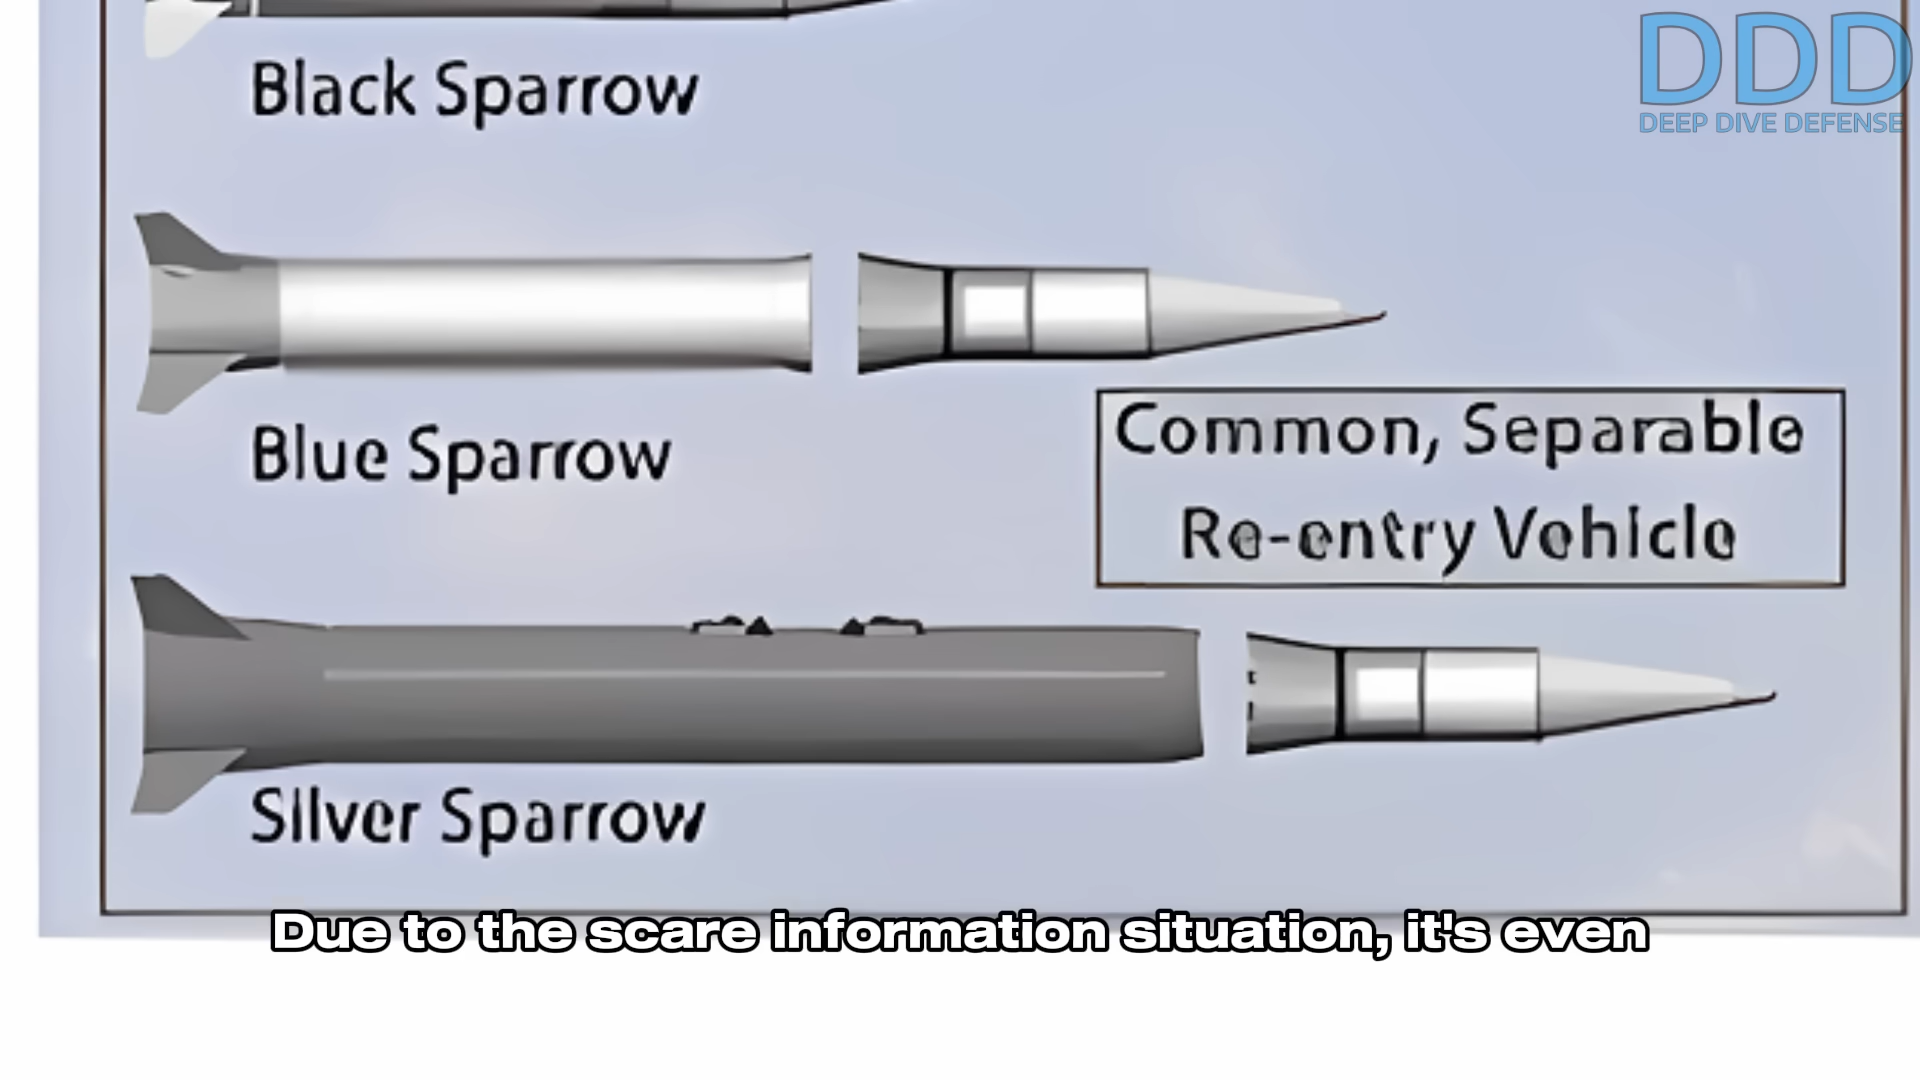 DDD
DEEP DIVE DEFENSE
Black Sparrow
Blue Sparrow
Common, Separable
Re-entry Vehicle
Silver Sparrow
Due to the scare information situation, it's even